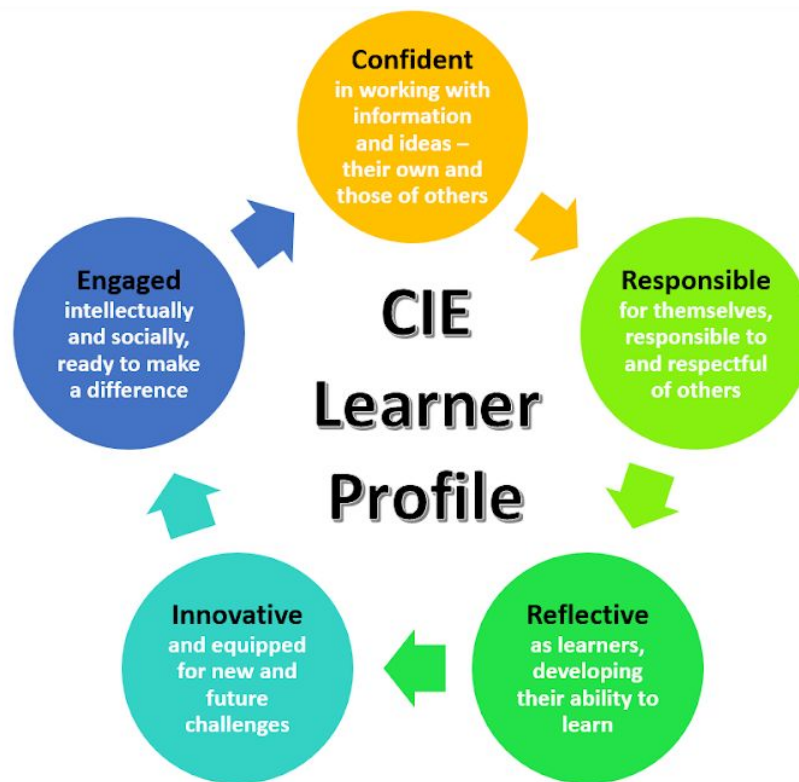 Confident
in working with
information
and ideas –
their own and
those of others
Responsible
for themselves,
responsible to
and respectful
of others
Reflective
as learners,
developing
their ability to
learn
Innovative
and equipped
for new and
future
challenges
Engaged
intellectually
and socially,
ready to make
a difference
CIE
Learner
Profile